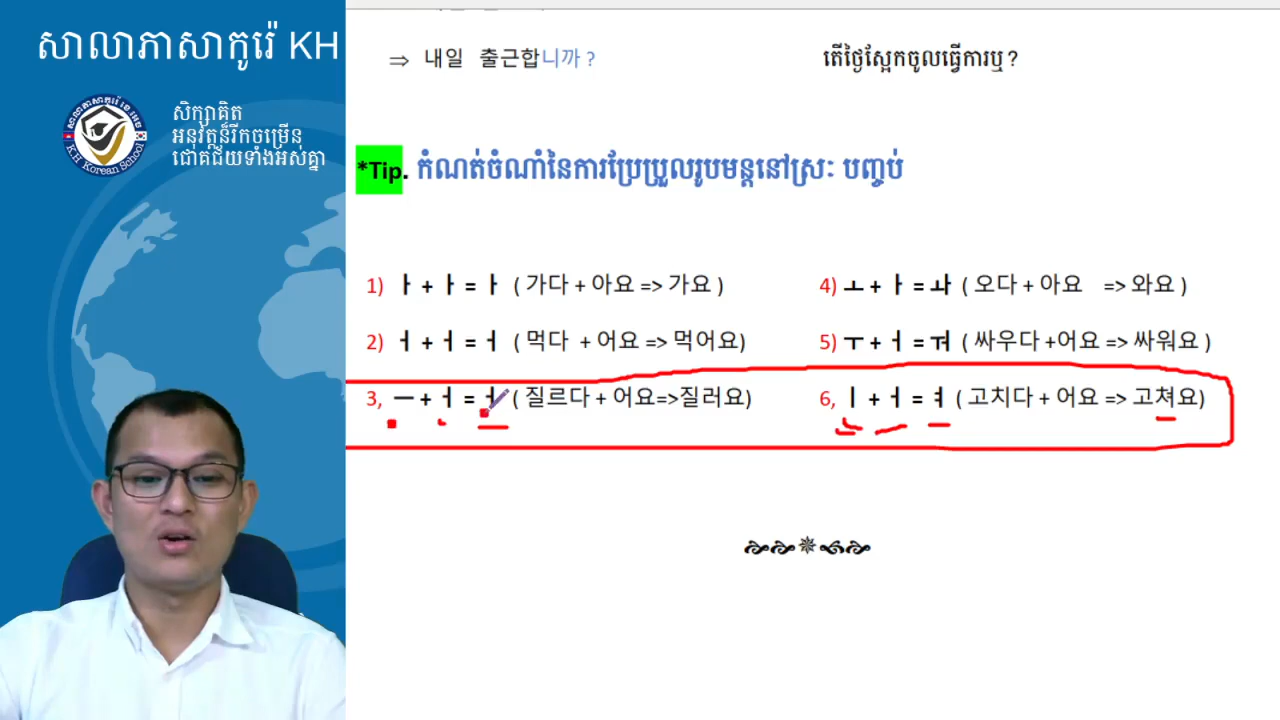 សាលាភាសាកូរ៉េ KH
សិក្សាគិត
អនុវត្តន៍រីកចម្រើន
ជោគជ័យទាំងអស់គ្នា
K.H Korean School
⇒ 내일 출근합니까 ?
តើថ្ងៃស្អែកចូលធ្វើការឬ ?
*Tip. កំណត់ចំណាំនៃការប្រែប្រួលរូបមន្តនៅស្រៈ បញ្ចប់
1) ㅏ + ㅏ = ㅏ ( 가다 + 아요 => 가요 )
4) ㅗ + ㅏ = ㅘ ( 오다 + 아요 => 와요 )
2) ㅓ + ㅓ = ㅓ ( 먹다 + 어요 => 먹어요)
5) ㅜ + ㅓ = ㅝ ( 싸우다 +어요 => 싸워요 )
3, ㅡ + ㅓ = ㅓ ( 질르다 + 어요=>질러요)
6, ㅣ + ㅓ = ㅕ ( 고치다 + 어요 => 고쳐요)